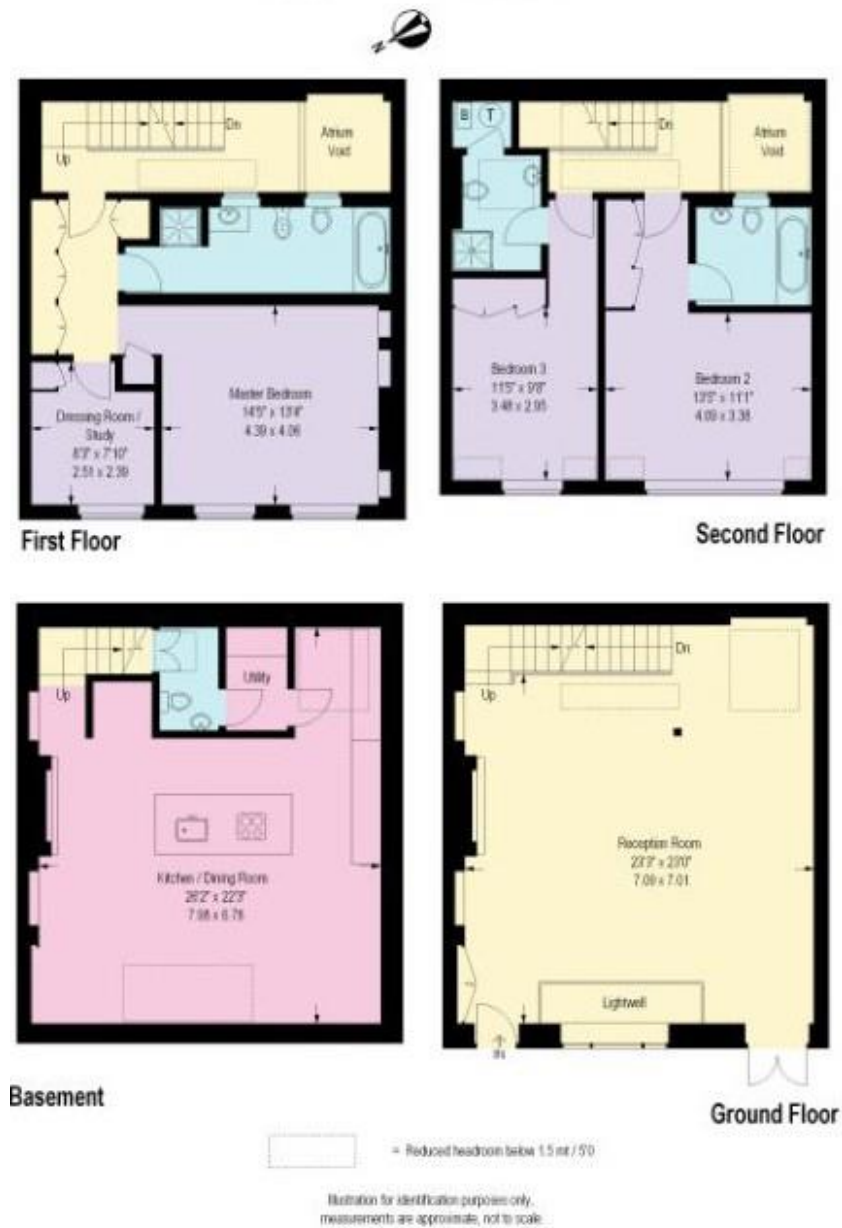 N
Up
Dn
Atrium
Void
Dressing Room /
Study
8'3" x 7'10"
2.51 x 2.39
Master Bedroom
14'5" x 13'4"
4.39 x 4.06
First Floor
B
T
Dn
Atrium
Void
Bedroom 3
11'5" x 9'8"
3.48 x 2.95
Bedroom 2
13'5" x 11'1"
4.09 x 3.38
Second Floor
Up
Utility
Kitchen / Dining Room
26'2" x 22'3"
7.98 x 6.78
Basement
Up
Dn
Reception Room
23'3" x 23'0"
7.09 x 7.01
Lightwell
IN
Ground Floor
= Reduced headroom below 1.5 mt / 5'0
Illustration for identification purposes only,
measurements are approximate, not to scale.